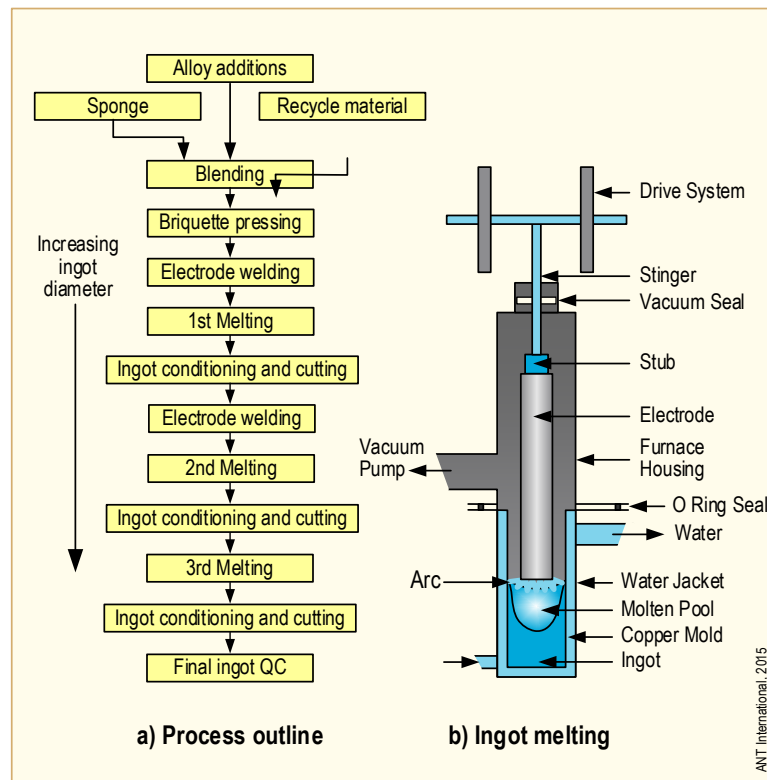 Alloy additions
Sponge
Recycle material
Blending
Briquette pressing
Increasing
ingot
diameter
Electrode welding
1st Melting
Ingot conditioning and cutting
Electrode welding
2nd Melting
Ingot conditioning and cutting
3rd Melting
Ingot conditioning and cutting
Final ingot QC
a) Process outline
Drive System
Stinger
Vacuum Seal
Stub
Electrode
Vacuum
Pump
Furnace
Housing
O Ring Seal
Water
Arc
Water Jacket
Molten Pool
Copper Mold
Ingot
b) Ingot melting
ANT International, 2015